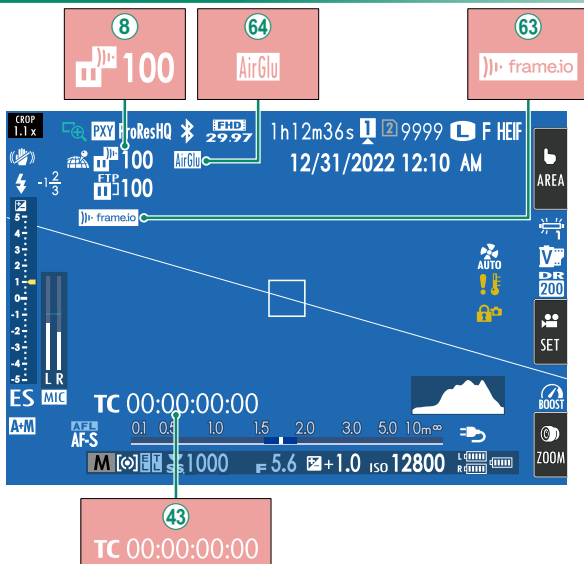 8 64 63
100 AirGlu frame.io
CROP 1.1 x PXY ProResHQ FHD 29.97 1h12m36s 1 2 9999 L F HEIF
100 AirGlu 12/31/2022 12:10 AM
-1 2/3 FTP 100
frame.io
AREA
AUTO
V
DR 200
SET
BOOST
ZOOM
5
4
3
2
1
0
-1
-2
-3
-4
-5
L R
ES MIC
A+M
TC 00:00:00:00
AFL 0.1 0.5 1.0 1.5 2.0 3.0 5.0 10m∞
AF-S
M E T S.S. 1000 F 5.6 +1.0 ISO 12800 L R
43
TC 00:00:00:00